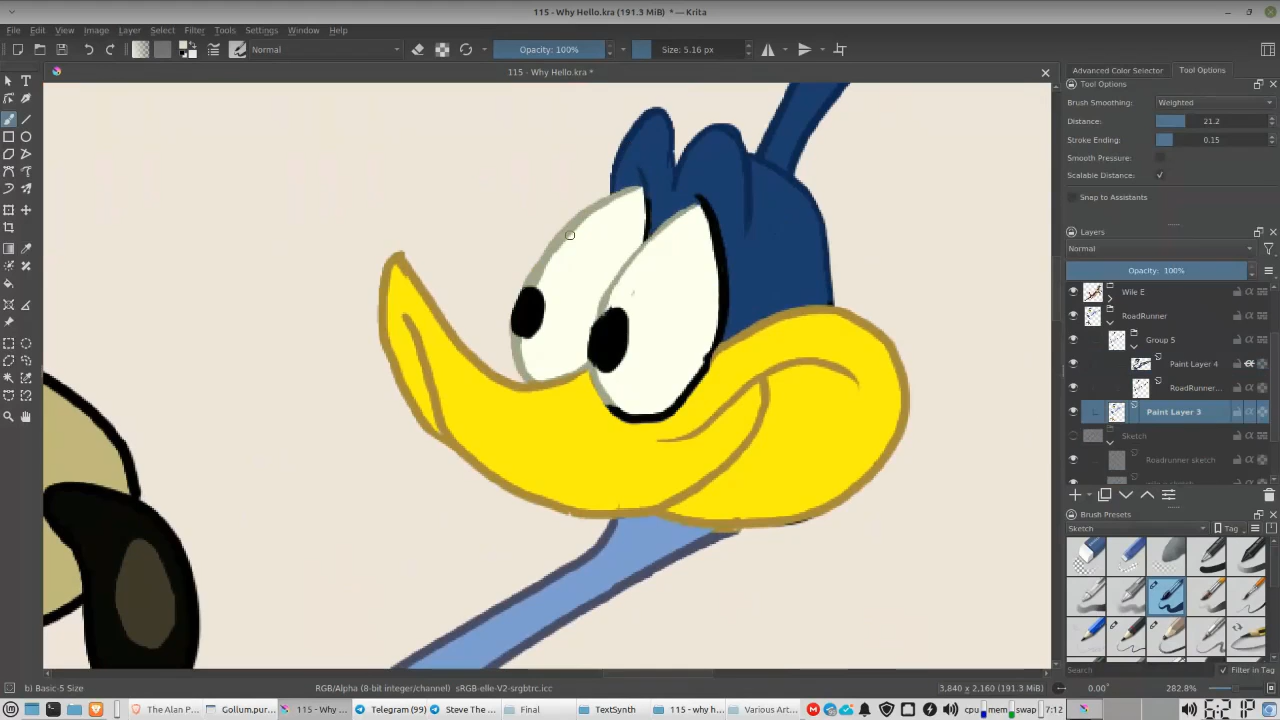 115 - Why Hello.kra (191.3 MiB) * — Krita
File Edit View Image Layer Select Filter Tools Settings Window Help
Normal Opacity: 100% Size: 5.16 px
115 - Why Hello.kra *
Advanced Color Selector Tool Options
Tool Options
Brush Smoothing: Weighted
Distance: 21.2
Stroke Ending: 0.15
Smooth Pressure:
Scalable Distance: ✓
Snap to Assistants
Layers
Normal
Opacity: 100%
Wile E
RoadRunner
Group 5
Paint Layer 4
RoadRunner...
Paint Layer 3
Sketch
Roadrunner sketch
Brush Presets
Sketch Tag
Search Filter in Tag
b) Basic-5 Size RGB/Alpha (8-bit integer/channel) sRGB-elle-V2-srgbtrc.icc 3,840 x 2,160 (191.3 MiB) 0.00° 282.8%
The Alan P... Gollum.pur... 115 - Why ... Telegram (99) Steve The ... Final TextSynth 115 - why h... Various Art... cpu mem swap 7:12